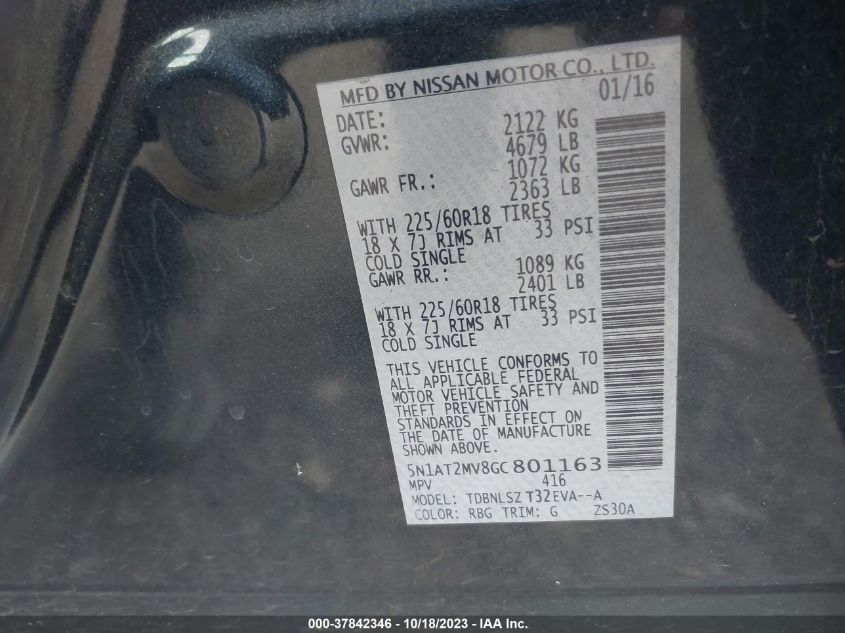 MFD BY NISSAN MOTOR CO., LTD.
DATE: 01/16
GVWR: 2122 KG
4679 LB
GAWR FR.: 1072 KG
2363 LB
WITH 225/60R18 TIRES
18 X 7J RIMS AT 33 PSI
COLD SINGLE
GAWR RR.: 1089 KG
2401 LB
WITH 225/60R18 TIRES
18 X 7J RIMS AT 33 PSI
COLD SINGLE
THIS VEHICLE CONFORMS TO
ALL APPLICABLE FEDERAL
MOTOR VEHICLE SAFETY AND
THEFT PREVENTION
STANDARDS IN EFFECT ON
THE DATE OF MANUFACTURE
SHOWN ABOVE.
5N1AT2MV8GC801163
MPV 416
MODEL: TDBNLSZ T32EVA--A
COLOR: RBG TRIM: G ZS30A
000-37842346 - 10/18/2023 - IAA Inc.